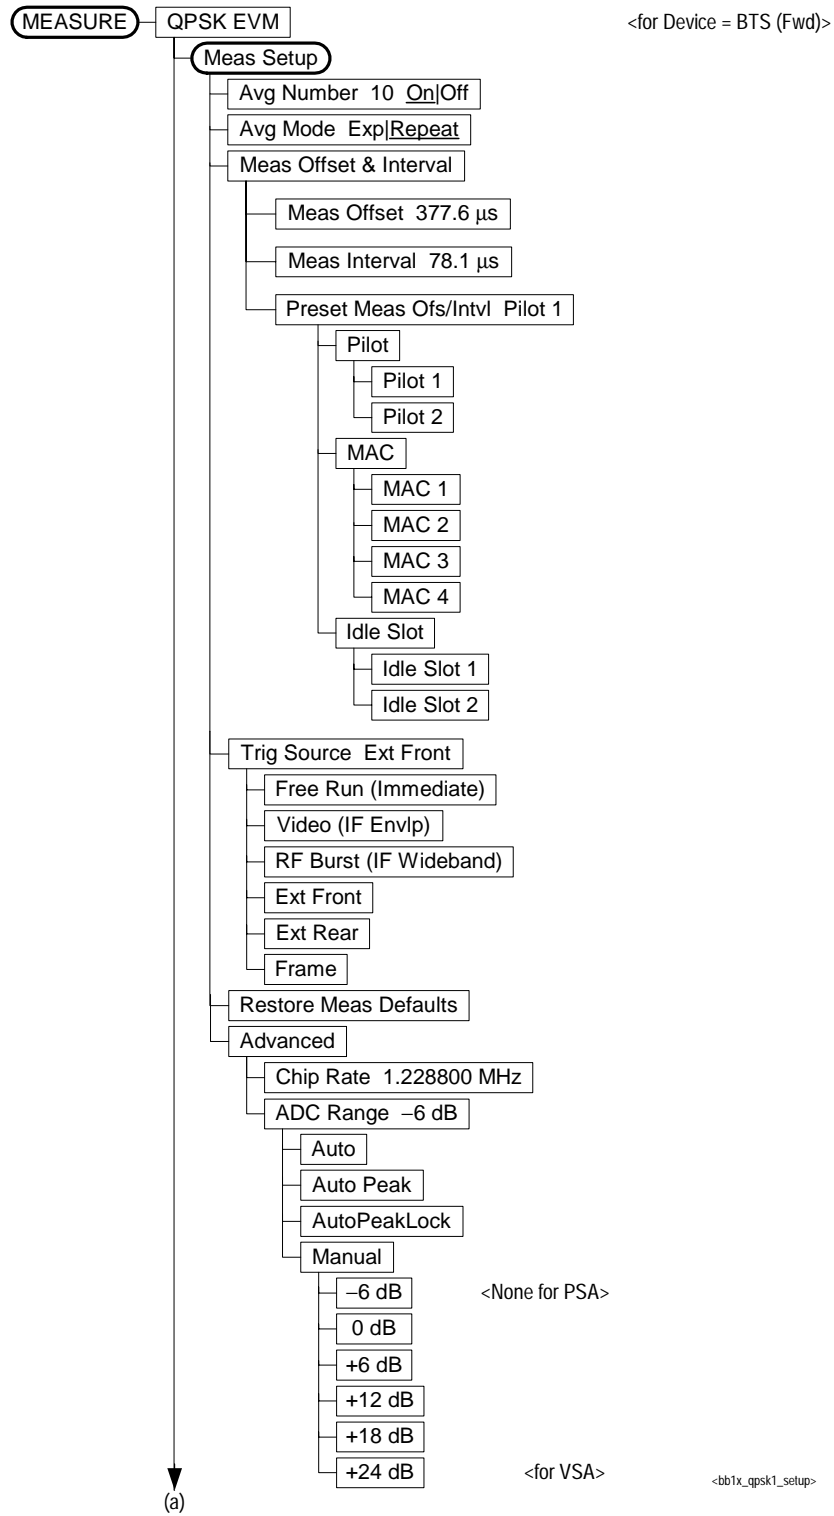 MEASURE QPSK EVM <for Device = BTS (Fwd)>
Meas Setup
Avg Number 10 On|Off
Avg Mode Exp|Repeat
Meas Offset & Interval
Meas Offset 377.6 μs
Meas Interval 78.1 μs
Preset Meas Ofs/Intvl Pilot 1
Pilot
Pilot 1
Pilot 2
MAC
MAC 1
MAC 2
MAC 3
MAC 4
Idle Slot
Idle Slot 1
Idle Slot 2
Trig Source Ext Front
Free Run (Immediate)
Video (IF Envlp)
RF Burst (IF Wideband)
Ext Front
Ext Rear
Frame
Restore Meas Defaults
Advanced
Chip Rate 1.228800 MHz
ADC Range −6 dB
Auto
Auto Peak
AutoPeakLock
Manual
−6 dB <None for PSA>
0 dB
+6 dB
+12 dB
+18 dB
+24 dB <for VSA> <bb1x_qpsk1_setup>
(a)